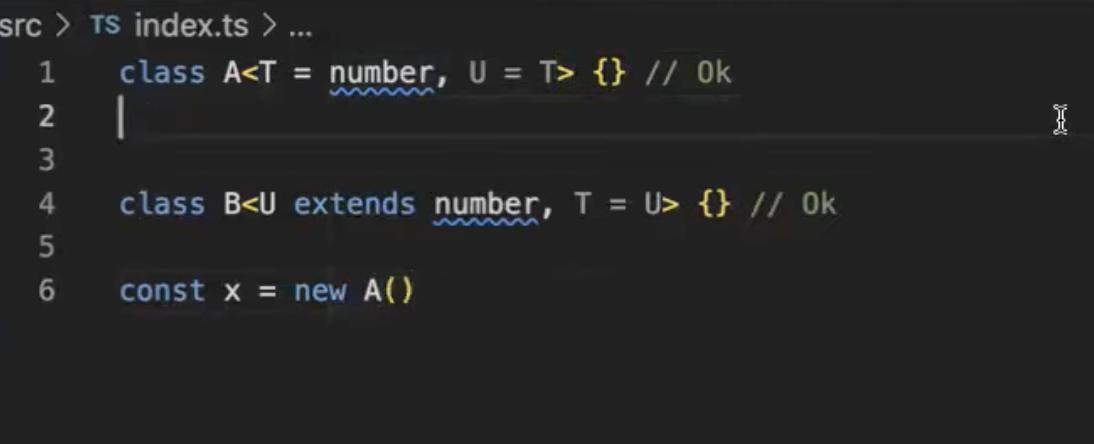 src > TS index.ts > ...
1 class A<T = number, U = T> {} // Ok
2
3
4 class B<U extends number, T = U> {} // Ok
5
6 const x = new A()